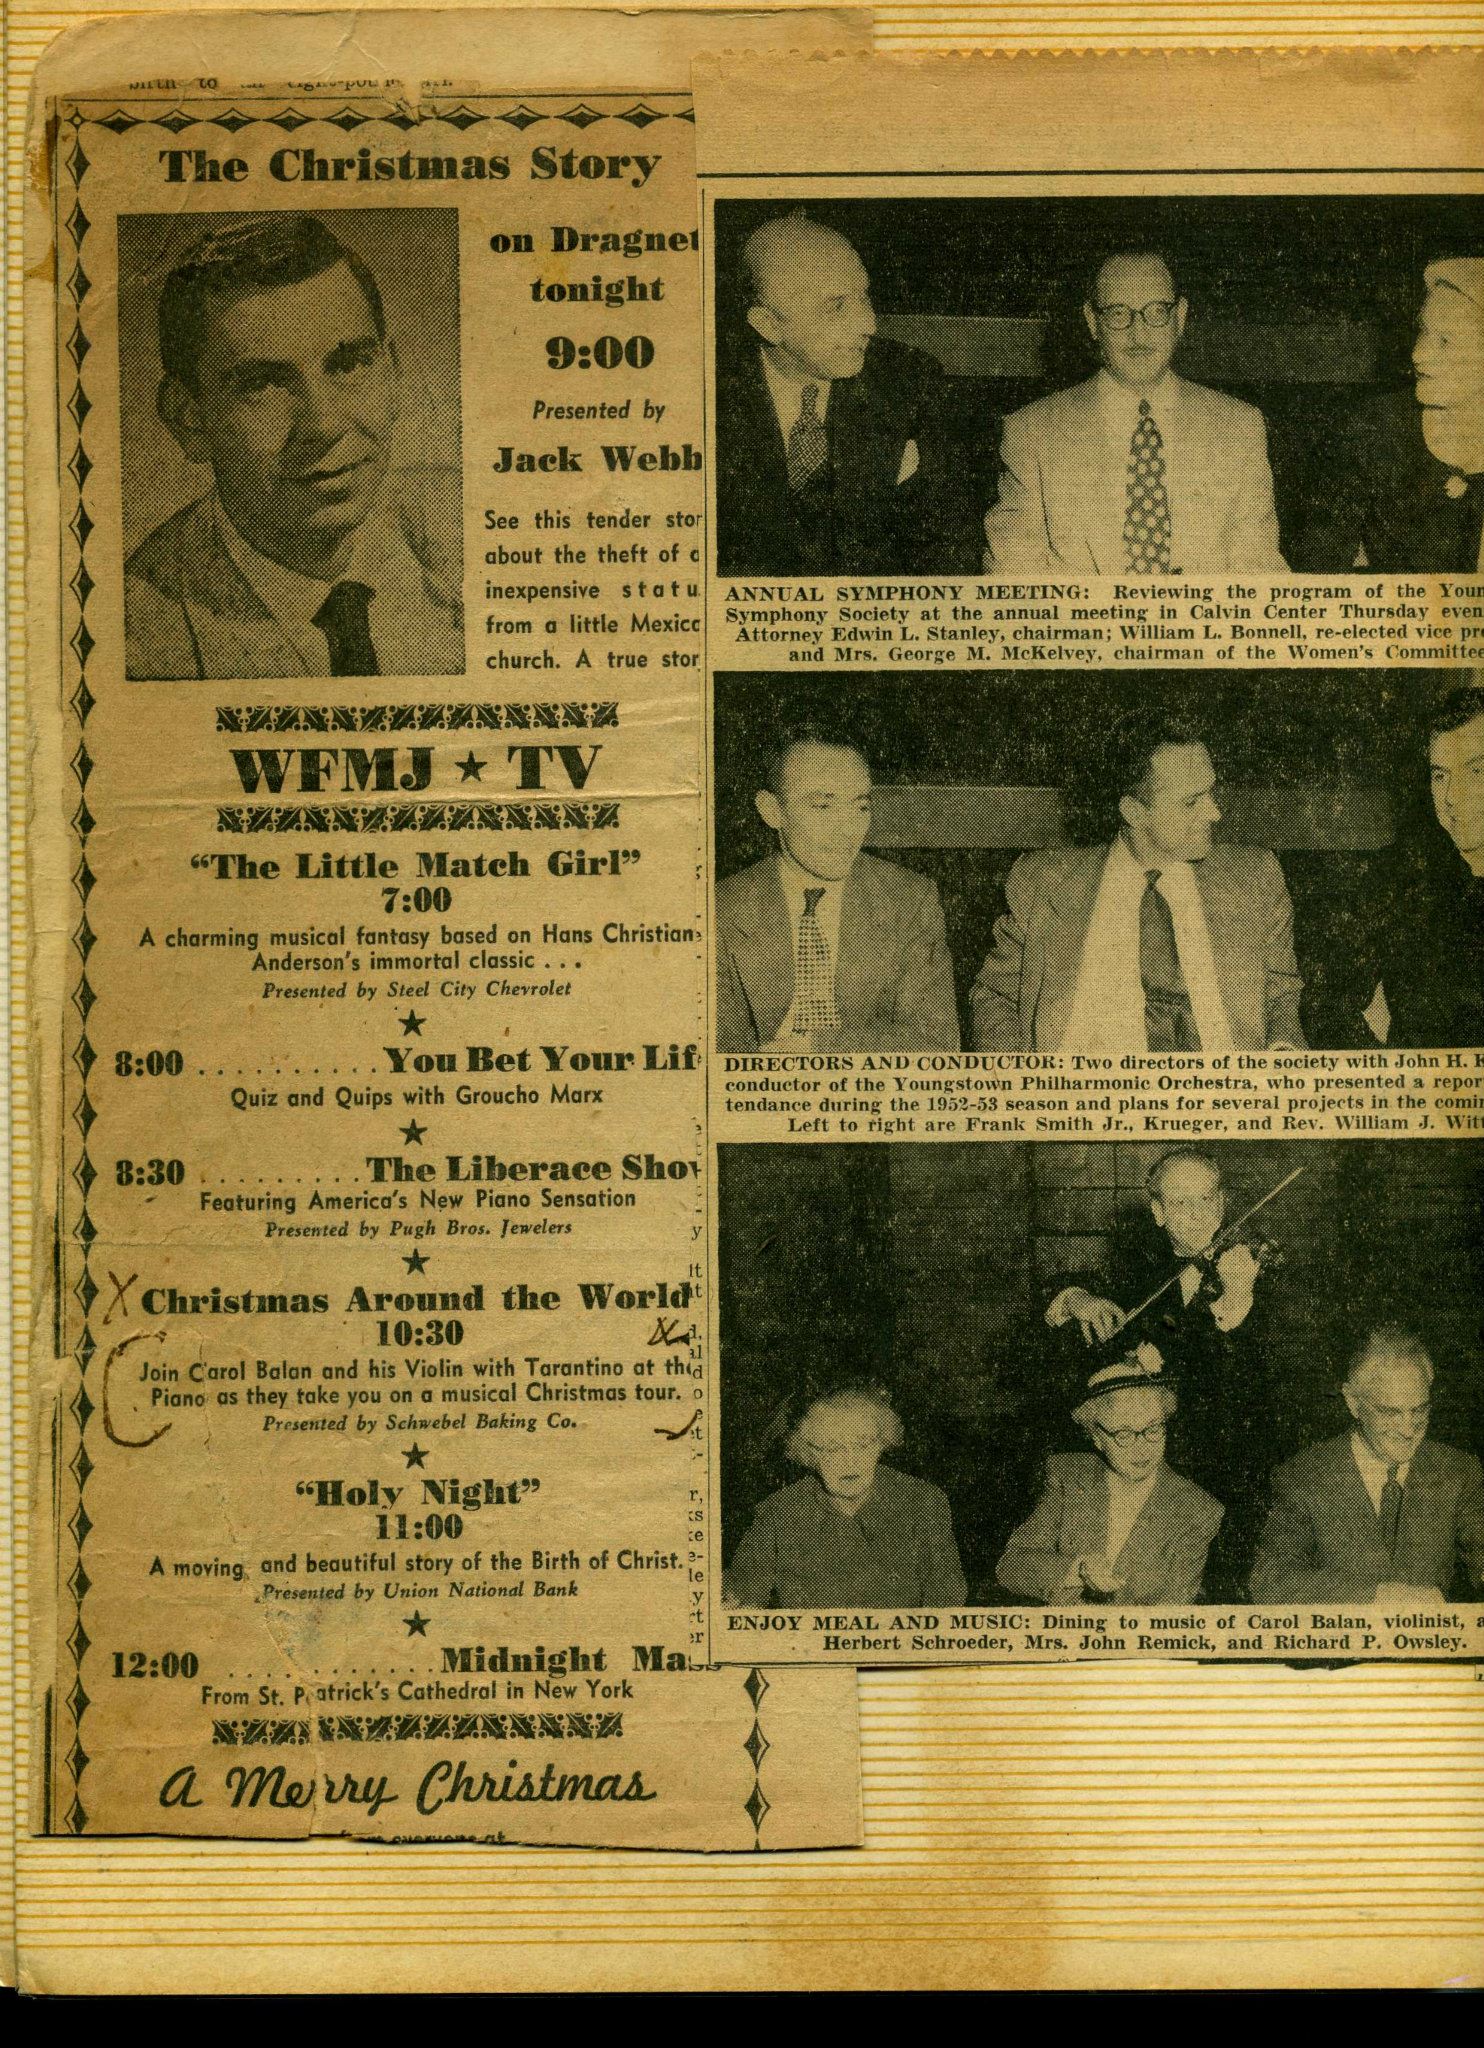 birth to
The Christmas Story
on Dragnet
tonight
9:00
Presented by
Jack Webb
See this tender stor
about the theft of a
inexpensive statu
from a little Mexica
church. A true stor
WFMJ ★ TV
"The Little Match Girl"
7:00
A charming musical fantasy based on Hans Christian
Anderson's immortal classic . . .
Presented by Steel City Chevrolet
★
8:00 .......... You Bet Your Lif
Quiz and Quips with Groucho Marx
★
8:30 ......... The Liberace Sho
Featuring America's New Piano Sensation
Presented by Pugh Bros. Jewelers
★
X Christmas Around the World
10:30 X
Join Carol Balan and his Violin with Tarantino at the
Piano as they take you on a musical Christmas tour.
Presented by Schwebel Baking Co.
★
"Holy Night"
11:00
A moving and beautiful story of the Birth of Christ.
Presented by Union National Bank
★
12:00 ............ Midnight Mas
From St. Patrick's Cathedral in New York
A Merry Christmas
ANNUAL SYMPHONY MEETING: Reviewing the program of the Youn
Symphony Society at the annual meeting in Calvin Center Thursday even
Attorney Edwin L. Stanley, chairman; William L. Bonnell, re-elected vice pre
and Mrs. George M. McKelvey, chairman of the Women's Committee
DIRECTORS AND CONDUCTOR: Two directors of the society with John H. K
conductor of the Youngstown Philharmonic Orchestra, who presented a repor
tendance during the 1952-53 season and plans for several projects in the comin
Left to right are Frank Smith Jr., Krueger, and Rev. William J. Witt
ENJOY MEAL AND MUSIC: Dining to music of Carol Balan, violinist, a
Herbert Schroeder, Mrs. John Remick, and Richard P. Owsley.